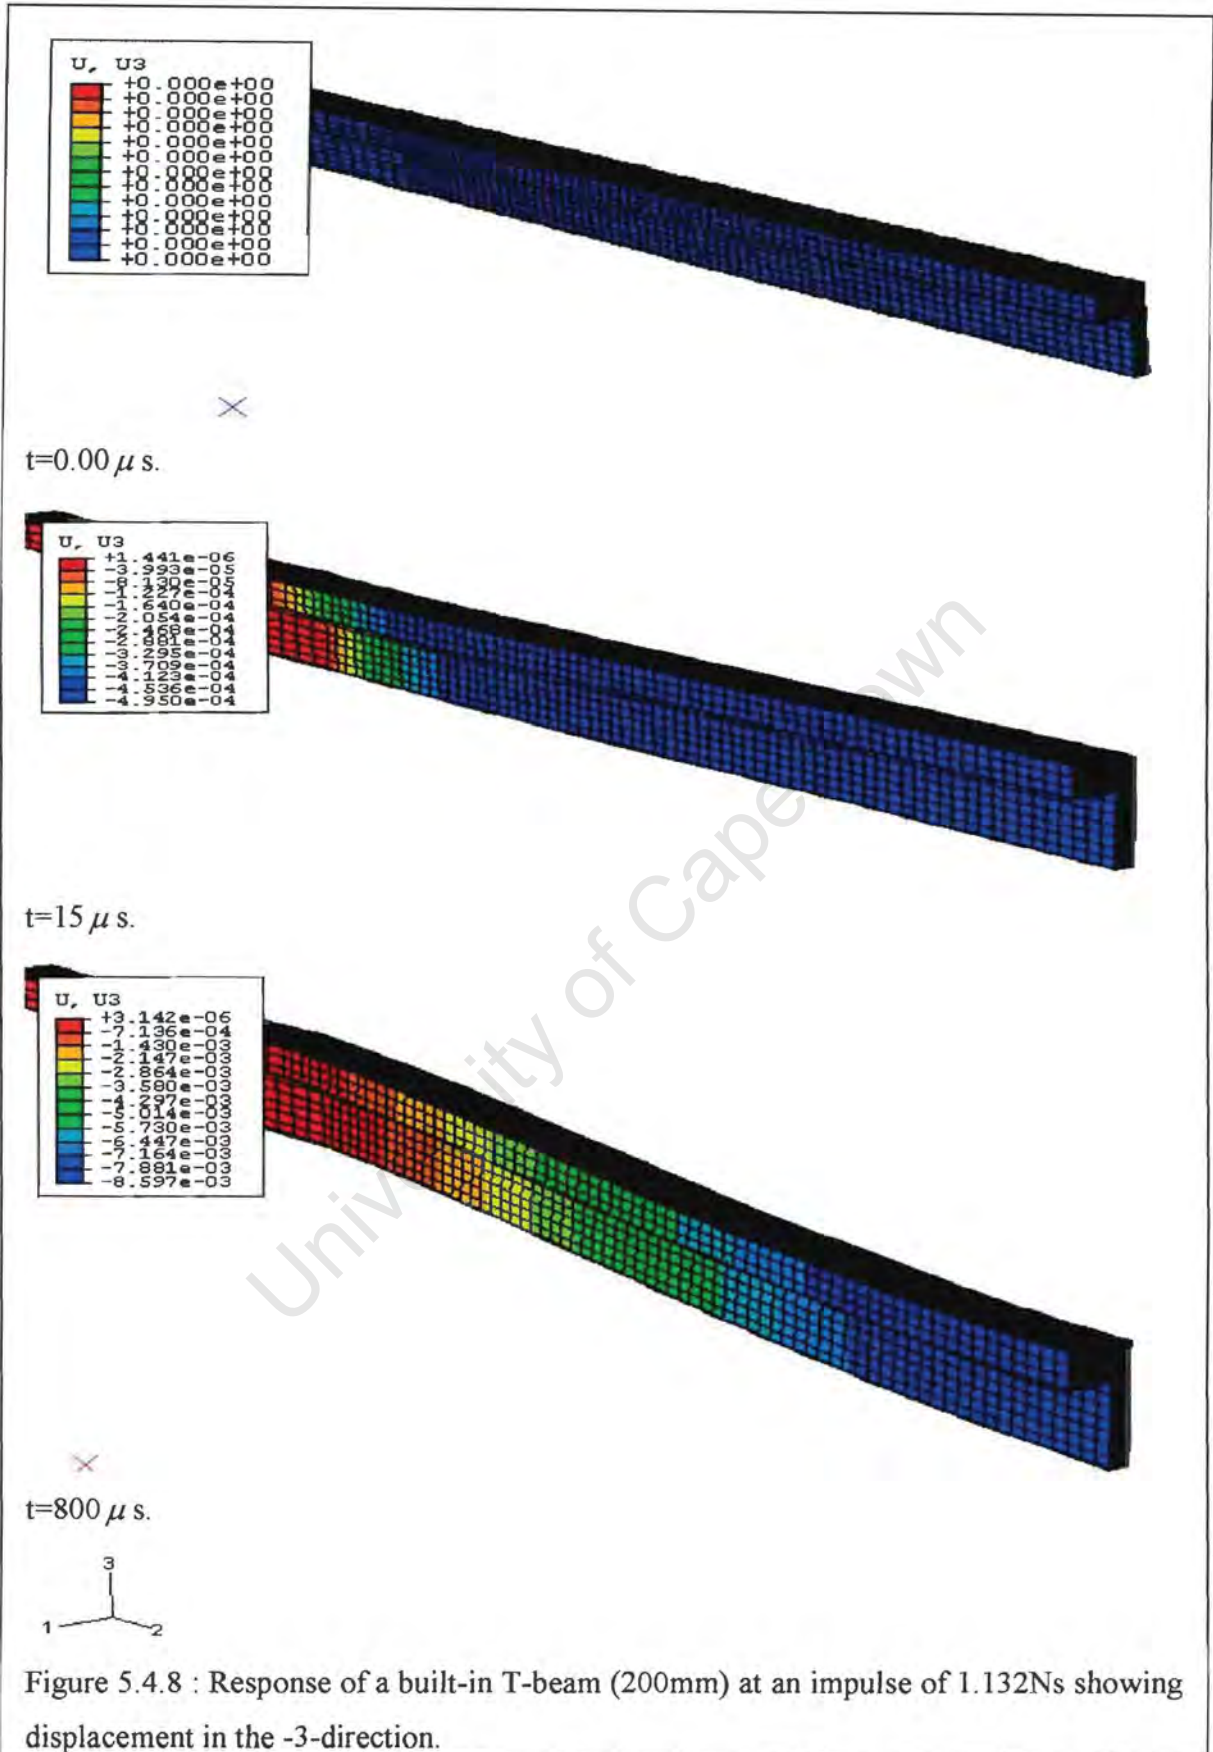 U, U3
+0.000e+00
+0.000e+00
+0.000e+00
+0.000e+00
+0.000e+00
+0.000e+00
+0.000e+00
+0.000e+00
+0.000e+00
+0.000e+00
+0.000e+00
+0.000e+00
+0.000e+00
t=0.00 μ s.
U, U3
+1.441e-06
-3.993e-05
-8.130e-05
-1.227e-04
-1.640e-04
-2.054e-04
-2.468e-04
-2.881e-04
-3.295e-04
-3.709e-04
-4.123e-04
-4.536e-04
-4.950e-04
t=15 μ s.
U, U3
+3.142e-06
-7.136e-04
-1.430e-03
-2.147e-03
-2.864e-03
-3.580e-03
-4.297e-03
-5.014e-03
-5.730e-03
-6.447e-03
-7.164e-03
-7.881e-03
-8.597e-03
t=800 μ s.
3
1
2
Figure 5.4.8 : Response of a built-in T-beam (200mm) at an impulse of 1.132Ns showing
displacement in the -3-direction.
University of Cape Town